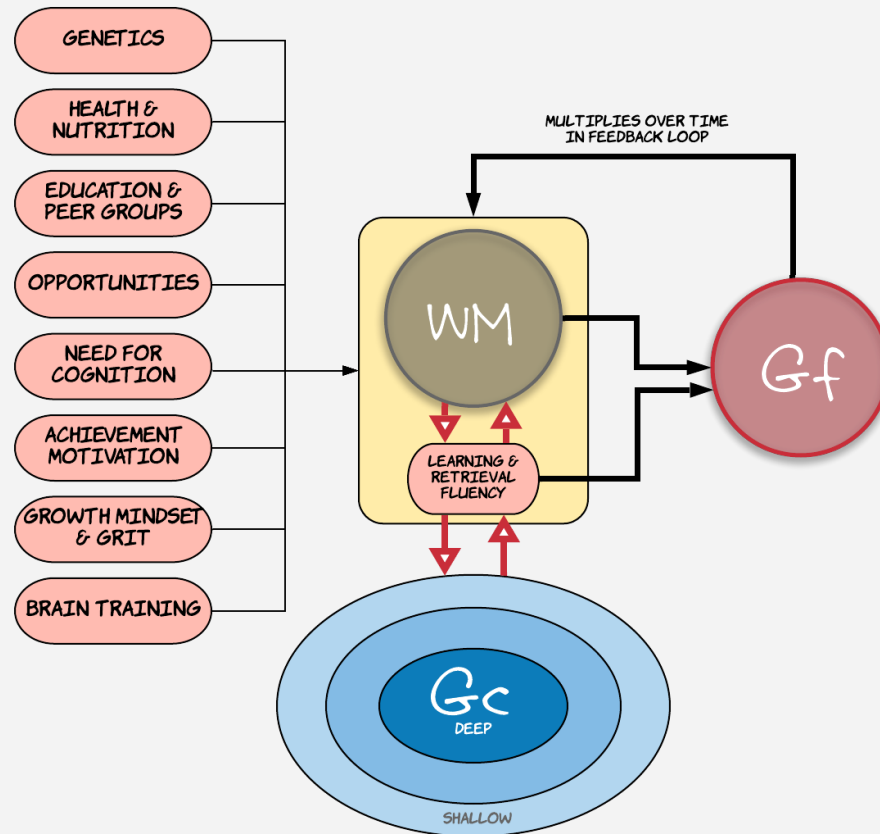 GENETICS
HEALTH &
NUTRITION
EDUCATION &
PEER GROUPS
OPPORTUNITIES
NEED FOR
COGNITION
ACHIEVEMENT
MOTIVATION
GROWTH MINDSET
& GRIT
BRAIN TRAINING
MULTIPLIES OVER TIME
IN FEEDBACK LOOP
WM
LEARNING &
RETRIEVAL
FLUENCY
Gf
Gc
DEEP
SHALLOW